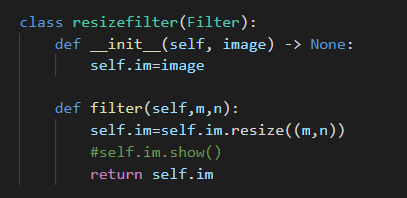 class resizefilter(Filter):
    def __init__(self, image) -> None:
        self.im=image

    def filter(self,m,n):
        self.im=self.im.resize((m,n))
        #self.im.show()
        return self.im